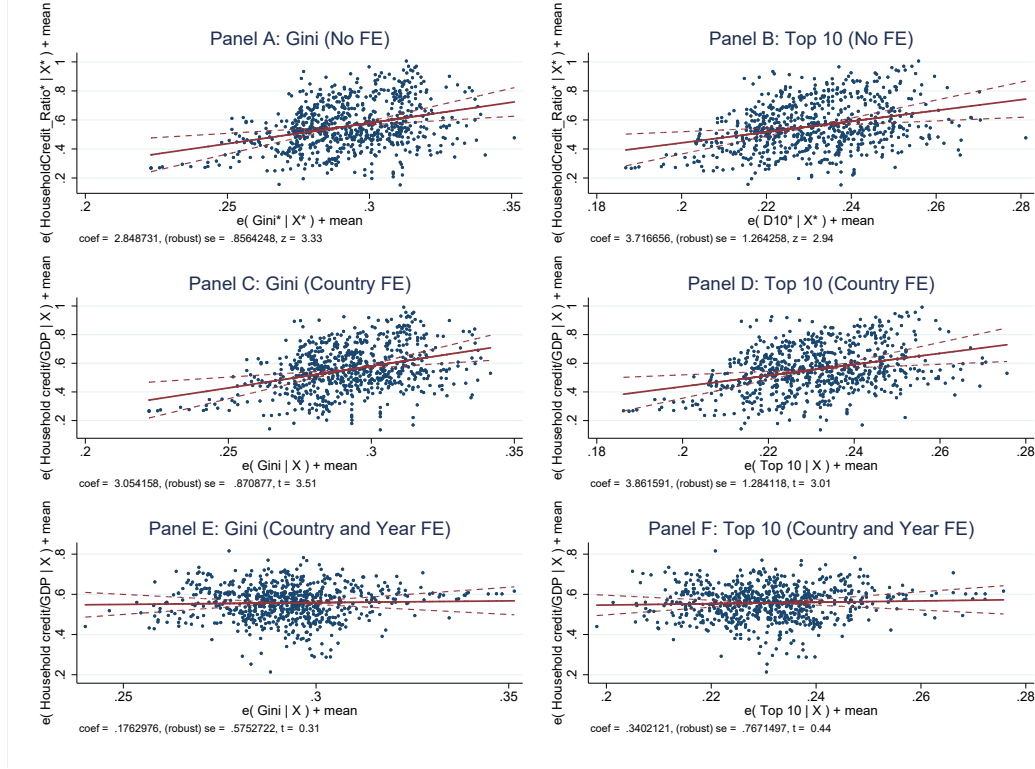 Panel A: Gini (No FE)
e( HouseholdCredit_Ratio* | X* ) + mean
1
.8
.6
.4
.2
.2 .25 .3 .35
e( Gini* | X* ) + mean
coef = 2.848731, (robust) se = .8564248, z = 3.33
Panel B: Top 10 (No FE)
e( HouseholdCredit_Ratio* | X* ) + mean
1
.8
.6
.4
.2
.18 .2 .22 .24 .26 .28
e( D10* | X* ) + mean
coef = 3.716656, (robust) se = 1.264258, z = 2.94
Panel C: Gini (Country FE)
e( Household credit/GDP | X ) + mean
1
.8
.6
.4
.2
.2 .25 .3 .35
e( Gini | X ) + mean
coef = 3.054158, (robust) se = .870877, t = 3.51
Panel D: Top 10 (Country FE)
e( Household credit/GDP | X ) + mean
1
.8
.6
.4
.2
.18 .2 .22 .24 .26 .28
e( Top 10 | X ) + mean
coef = 3.861591, (robust) se = 1.284118, t = 3.01
Panel E: Gini (Country and Year FE)
e( Household credit/GDP | X ) + mean
.8
.6
.4
.2
.25 .3 .35
e( Gini | X ) + mean
coef = .1762976, (robust) se = .5752722, t = 0.31
Panel F: Top 10 (Country and Year FE)
e( Household credit/GDP | X ) + mean
.8
.6
.4
.2
.2 .22 .24 .26 .28
e( Top 10 | X ) + mean
coef = .3402121, (robust) se = .7671497, t = 0.44